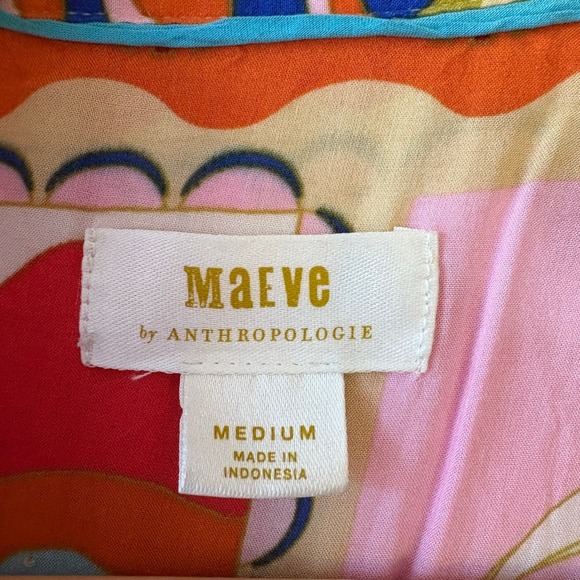 MaEVe
by ANTHROPOLOGIE
MEDIUM
MADE IN
INDONESIA